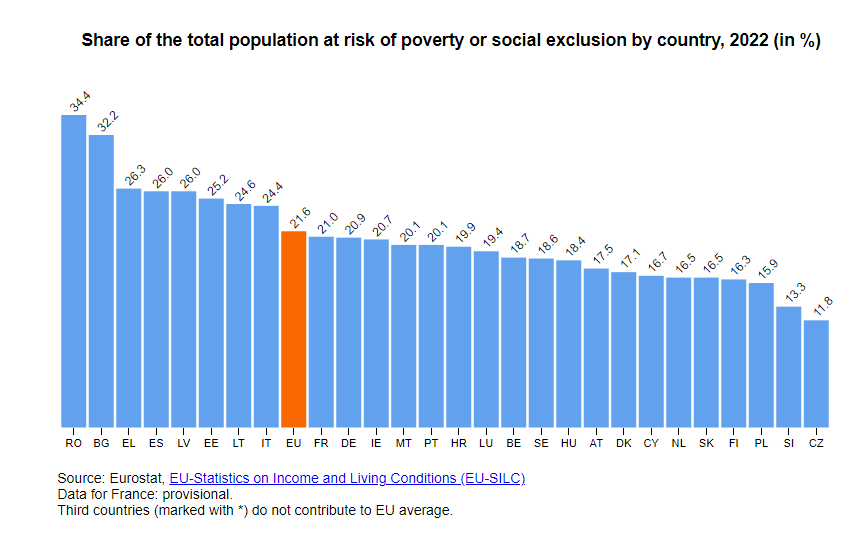 Share of the total population at risk of poverty or social exclusion by country, 2022 (in %)
34.4 32.2 26.3 26.0 26.0 25.2 24.6 24.4 21.6 21.0 20.9 20.7 20.1 20.1 19.9 19.4 18.7 18.6 18.4 17.5 17.1 16.7 16.5 16.5 16.3 15.9 13.3 11.8
RO BG EL ES LV EE LT IT EU FR DE IE MT PT HR LU BE SE HU AT DK CY NL SK FI PL SI CZ
Source: Eurostat, EU-Statistics on Income and Living Conditions (EU-SILC)
Data for France: provisional.
Third countries (marked with *) do not contribute to EU average.